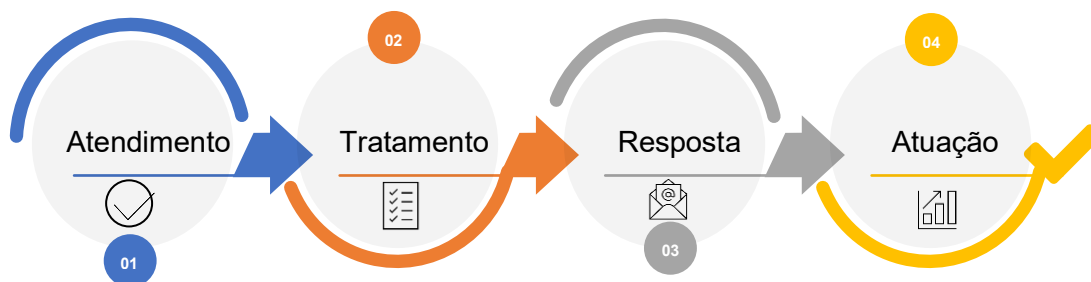 02
04
Atendimento
Tratamento
Resposta
Atuação
@
01
03